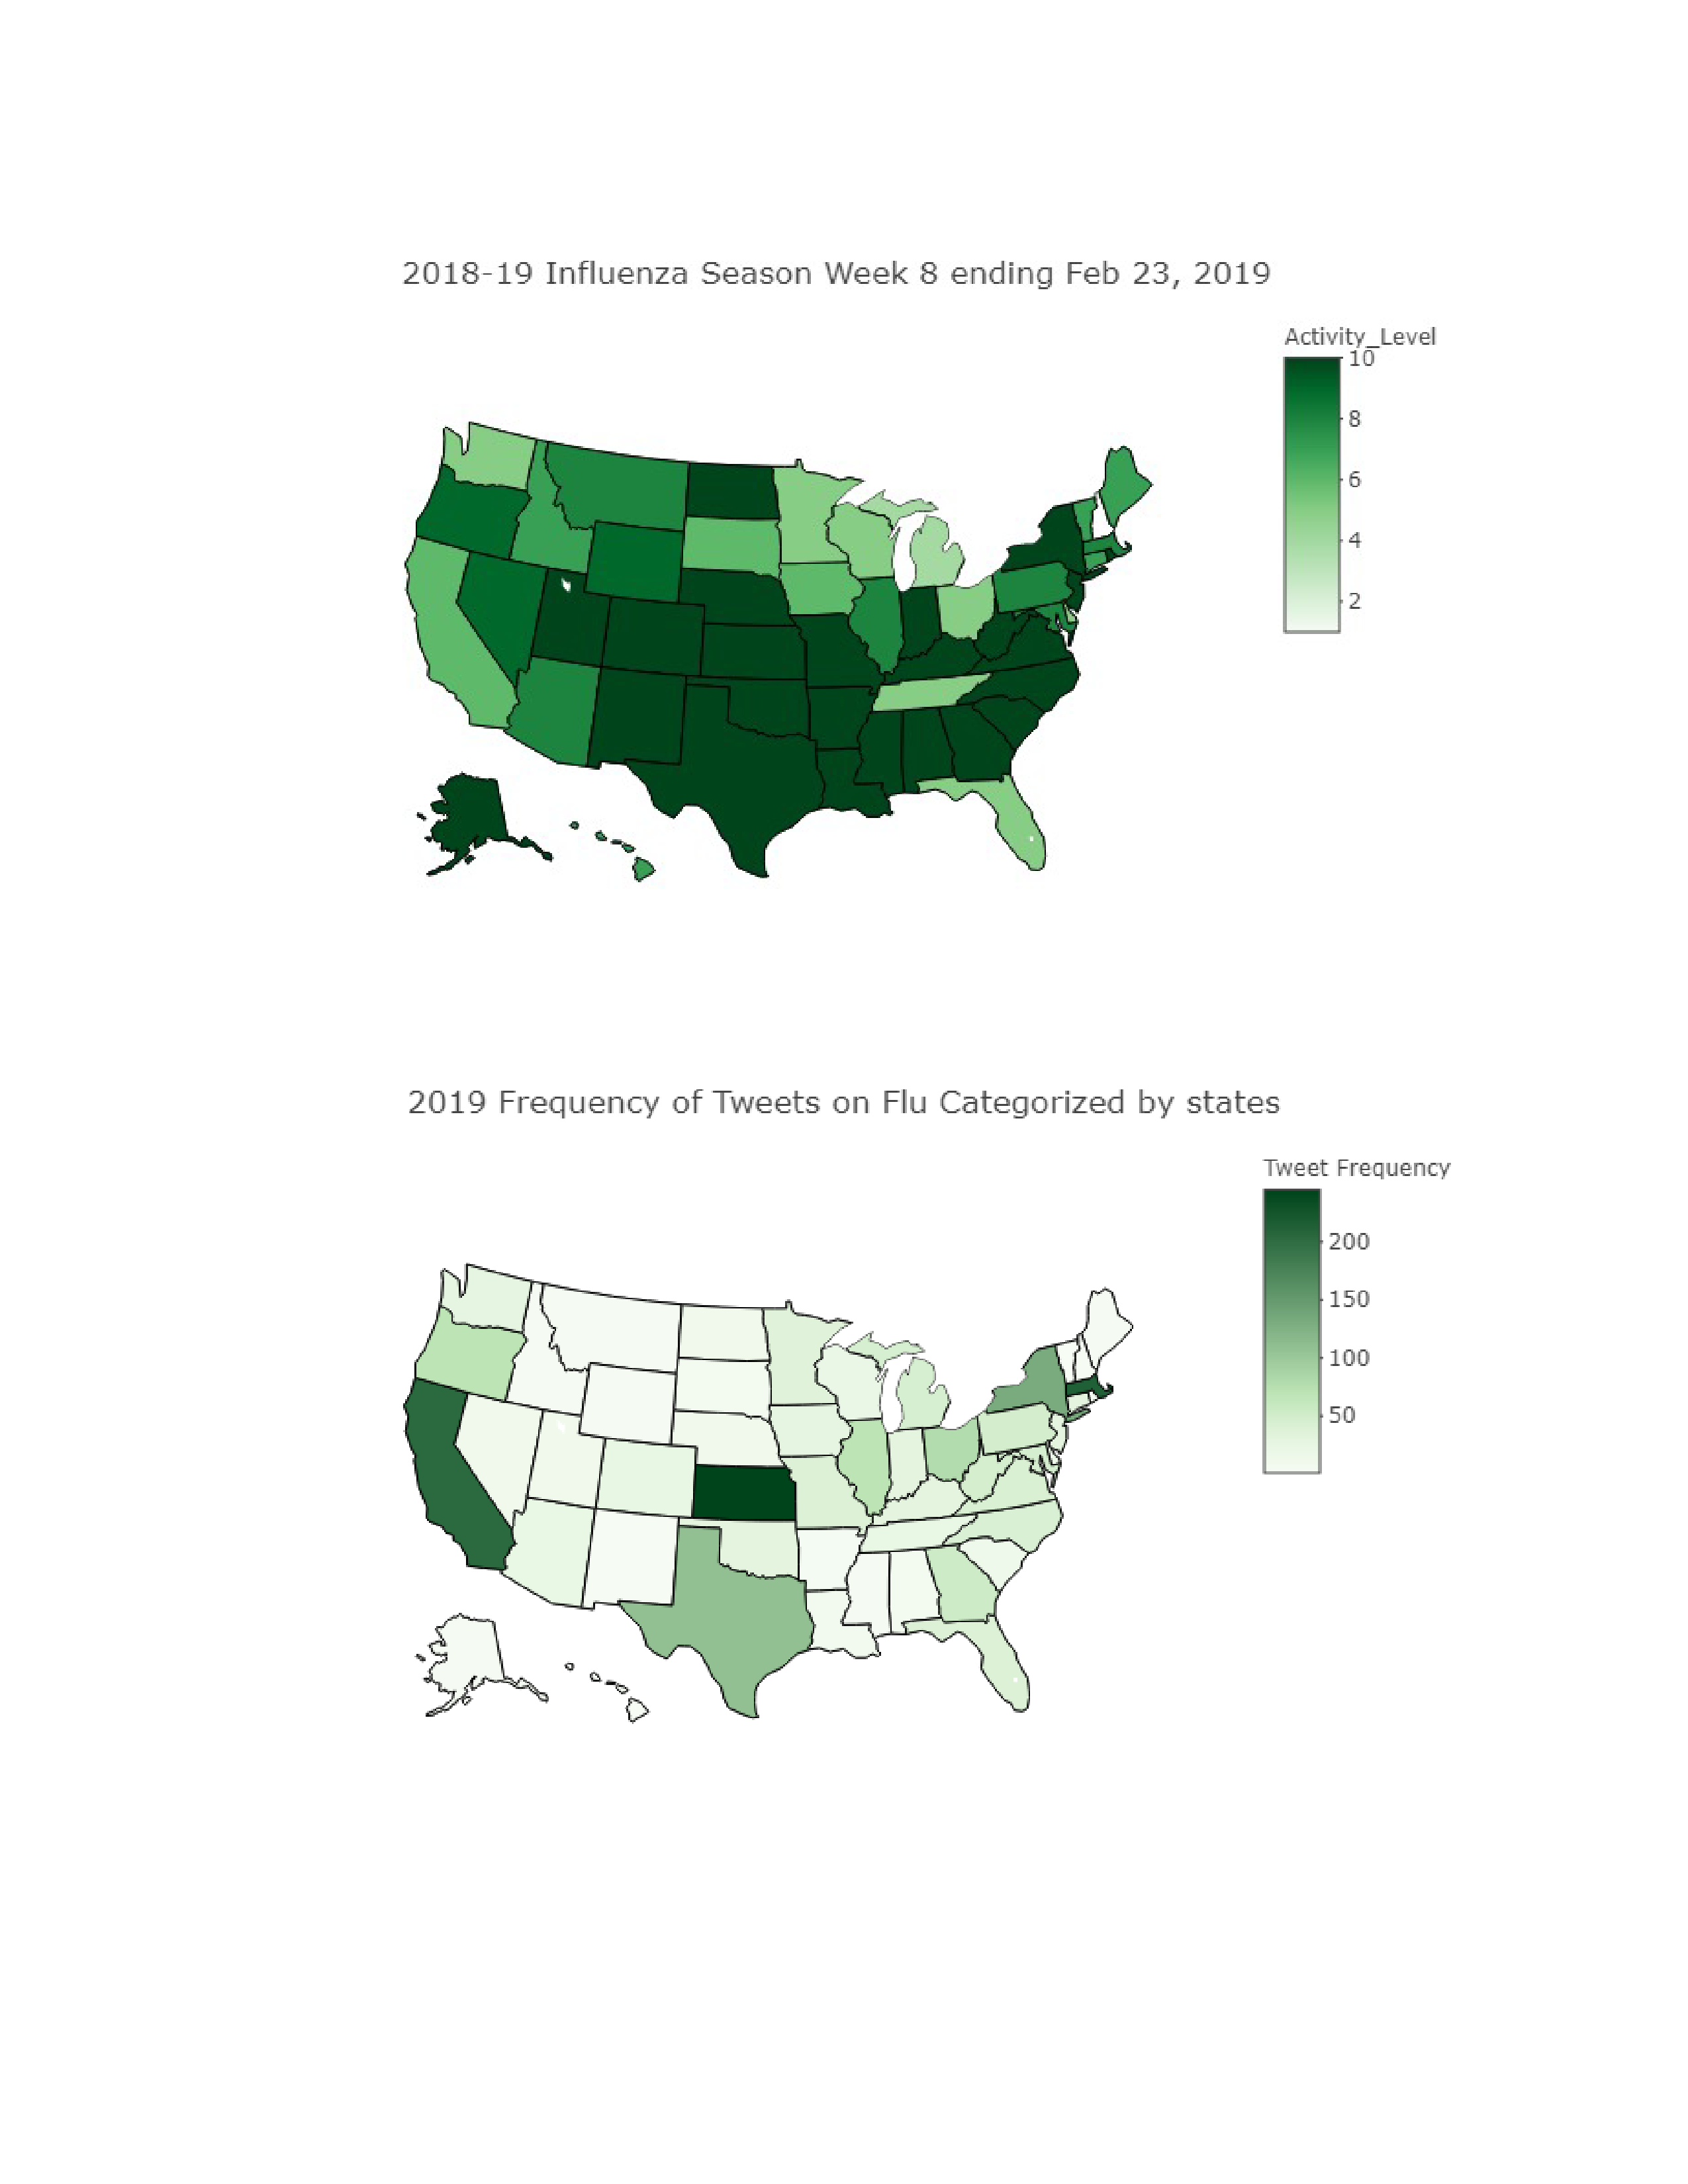 2018-19 Influenza Season Week 8 ending Feb 23, 2019
Activity_Level
10
8
6
4
2
2019 Frequency of Tweets on Flu Categorized by states
Tweet Frequency
200
150
100
50